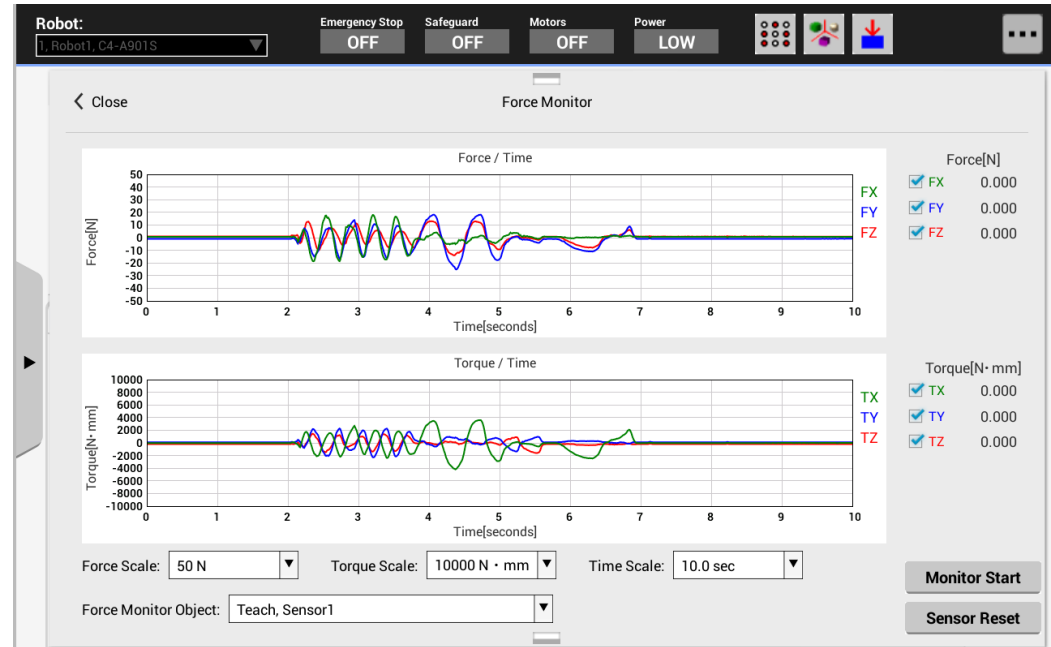 Robot:
1, Robot1, C4-A901S
Emergency Stop
OFF
Safeguard
OFF
Motors
OFF
Power
LOW
Close
Force Monitor
Force / Time
Force[N]
50
40
30
20
10
0
-10
-20
-30
-40
-50
0 1 2 3 4 5 6 7 8 9 10
Time[seconds]
FX
FY
FZ
Force[N]
FX 0.000
FY 0.000
FZ 0.000
Torque / Time
Torque[N· mm]
10000
8000
6000
4000
2000
0
-2000
-4000
-6000
-8000
-10000
0 1 2 3 4 5 6 7 8 9 10
Time[seconds]
TX
TY
TZ
Torque[N· mm]
TX 0.000
TY 0.000
TZ 0.000
Force Scale: 50 N Torque Scale: 10000 N · mm Time Scale: 10.0 sec
Force Monitor Object: Teach, Sensor1
Monitor Start
Sensor Reset